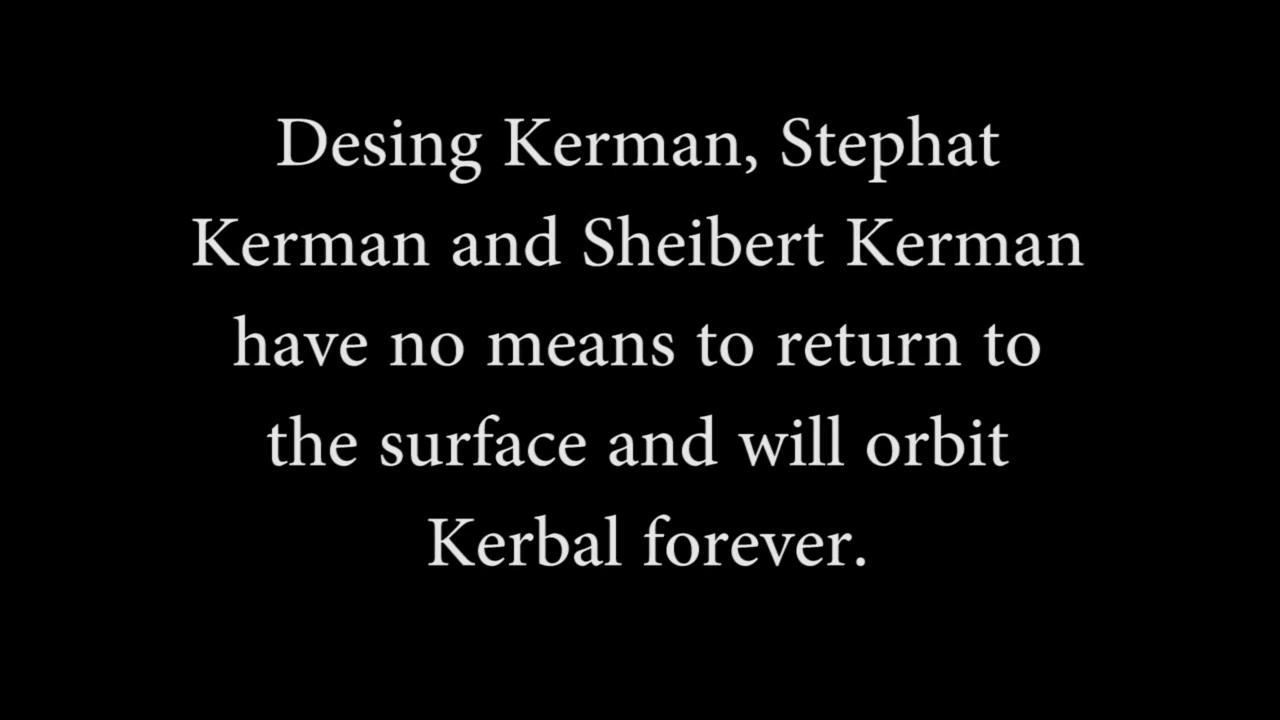 Desing Kerman, Stephat
Kerman and Sheibert Kerman
have no means to return to
the surface and will orbit
Kerbal forever.